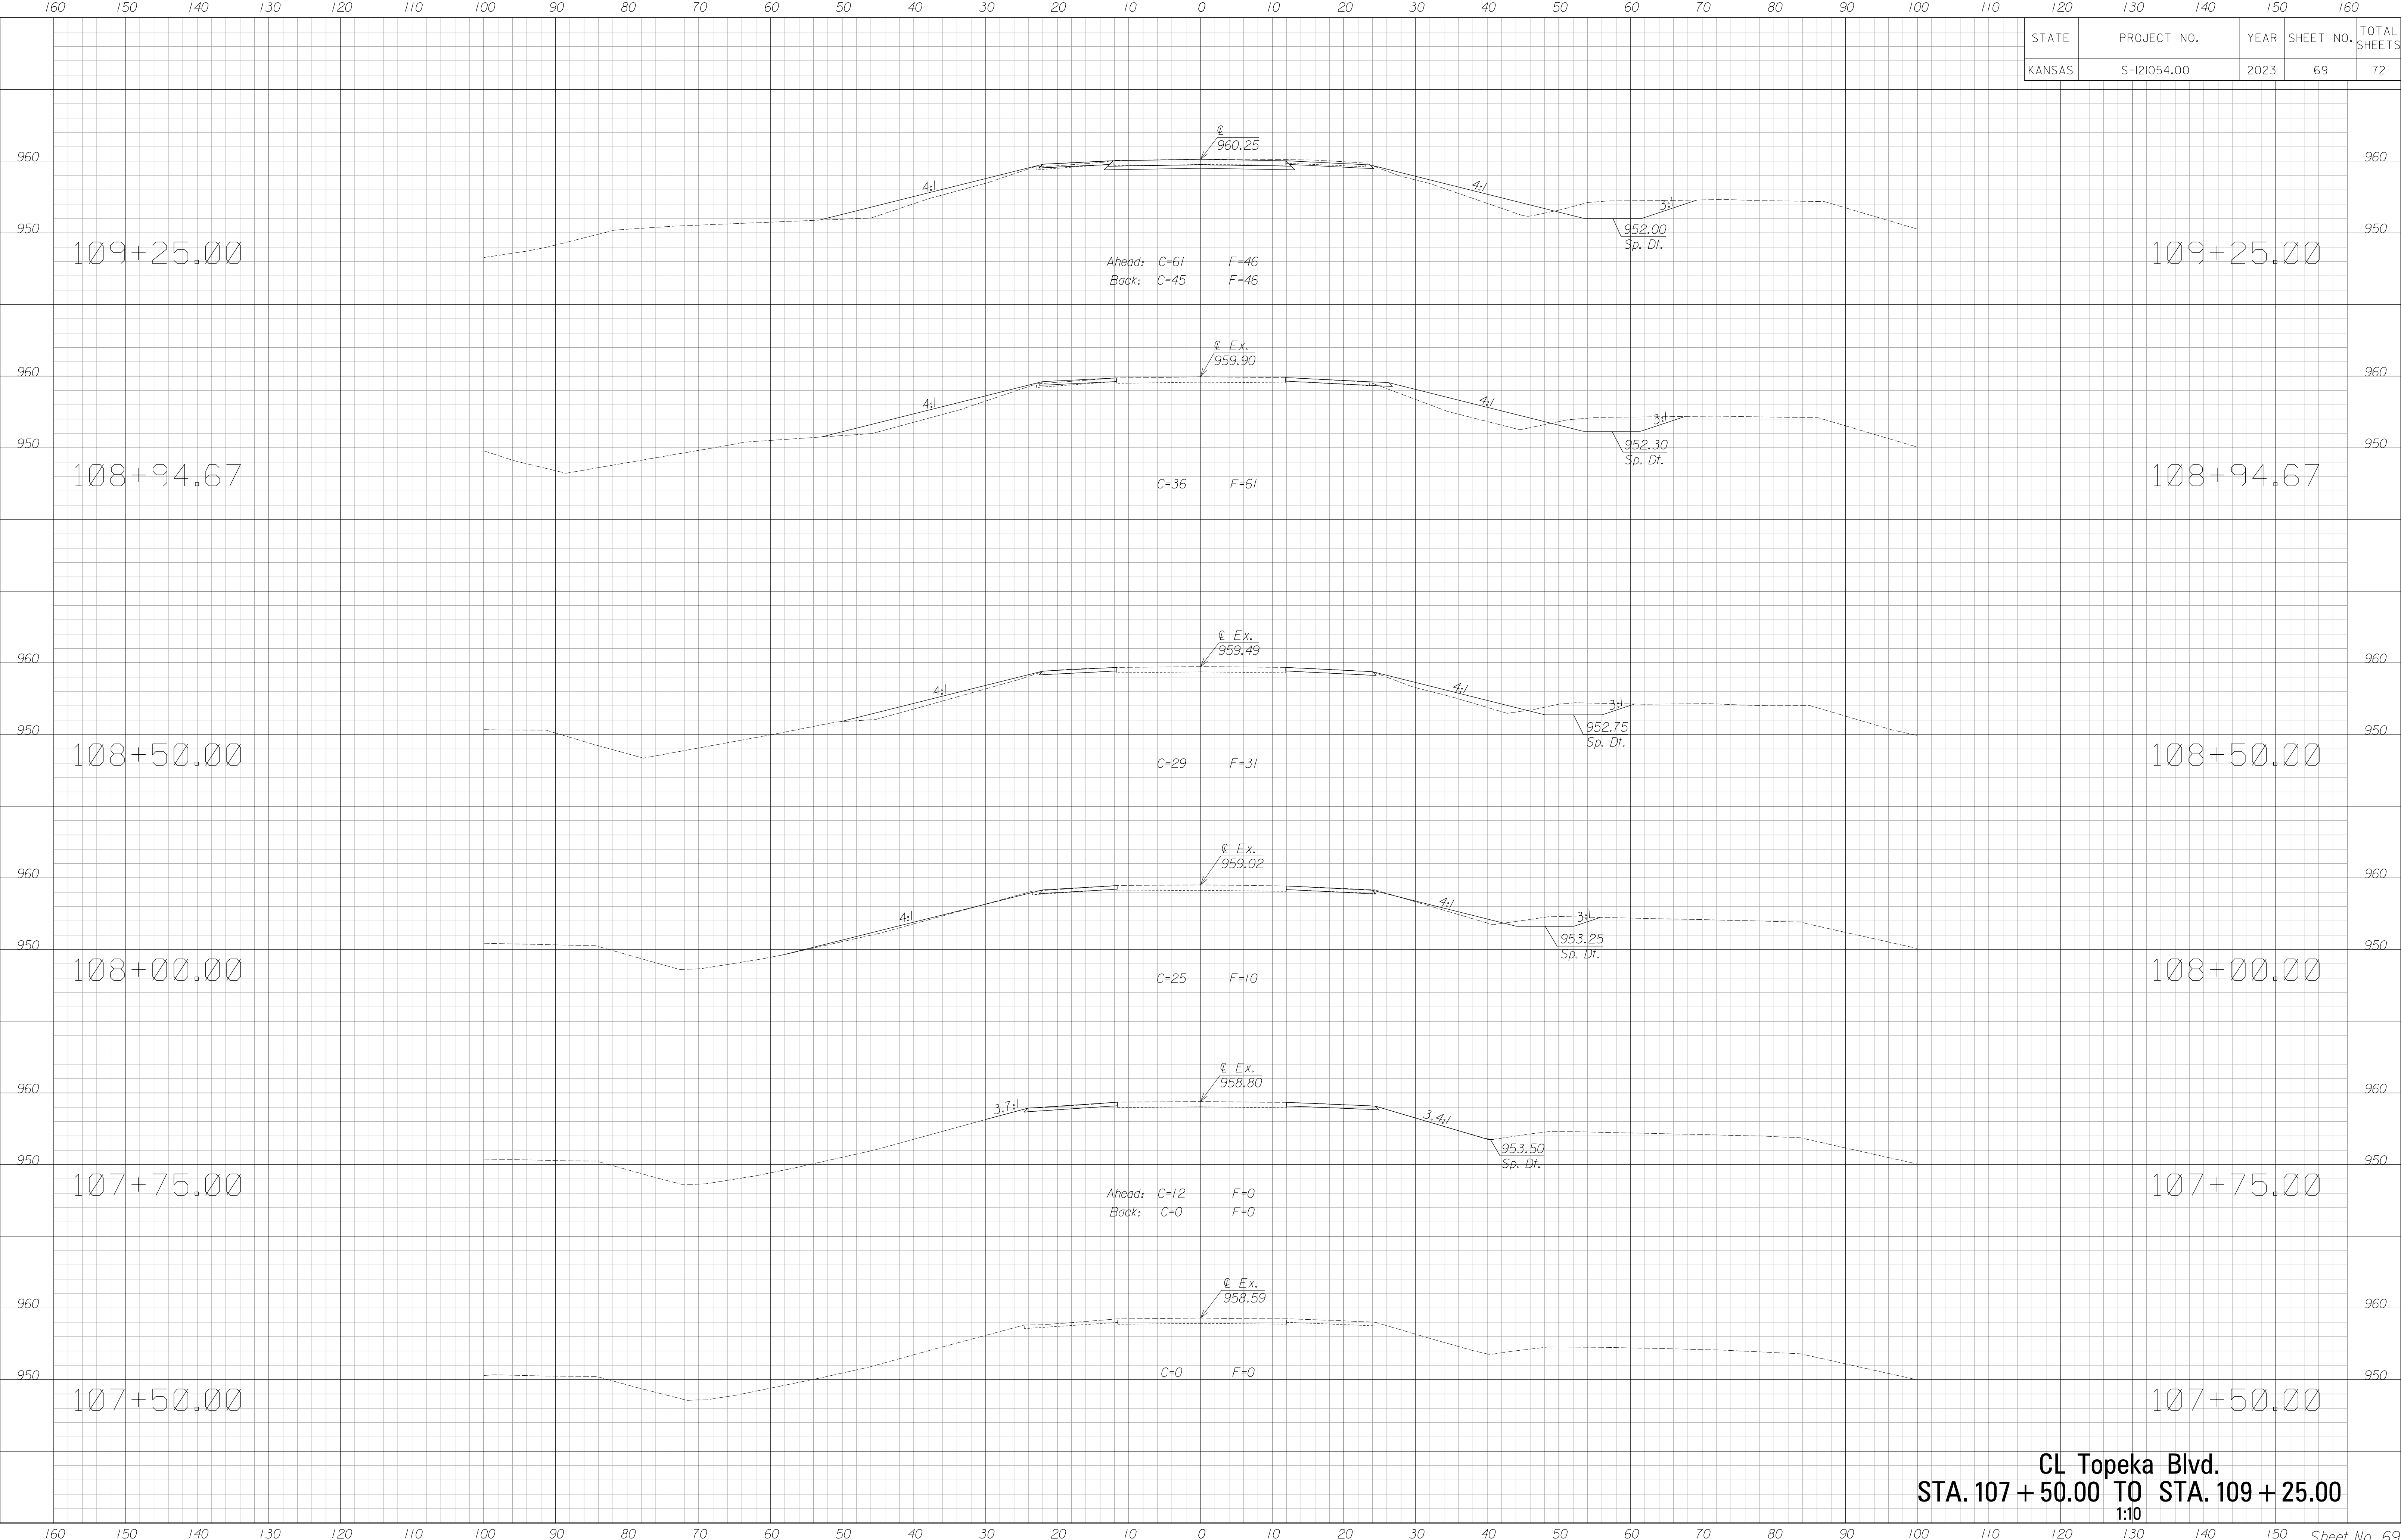 160 150 140 130 120 110 100 90 80 70 60 50 40 30 20 10 0 10 20 30 40 50 60 70 80 90 100 110 120 130 140 150 160
STATE PROJECT NO. YEAR SHEET NO. TOTAL SHEETS
KANSAS S-121054.00 2023 69 72
℄
960.25
960 960
4:1 4:1 3:1
950 952.00 950
Sp. Dt.
109+25.00 109+25.00
Ahead: C=61 F=46
Back: C=45 F=46
℄ Ex.
959.90
960 960
4:1 4:1 3:1
950 952.30 950
Sp. Dt.
108+94.67 108+94.67
C=36 F=61
℄ Ex.
959.49
960 960
4:1 4:1 3:1
950 952.75 950
Sp. Dt.
108+50.00 108+50.00
C=29 F=31
℄ Ex.
959.02
960 960
4:1 4:1 3:1
950 953.25 950
Sp. Dt.
108+00.00 108+00.00
C=25 F=10
℄ Ex.
958.80
960 960
3.7:1 3.4:1
953.50
950 Sp. Dt. 950
107+75.00 107+75.00
Ahead: C=12 F=0
Back: C=0 F=0
℄ Ex.
958.59
960 960
950 C=0 F=0 950
107+50.00 107+50.00
CL Topeka Blvd.
STA. 107 + 50.00 TO STA. 109 + 25.00
1:10
160 150 140 130 120 110 100 90 80 70 60 50 40 30 20 10 0 10 20 30 40 50 60 70 80 90 100 110 120 130 140 150 Sheet No. 69